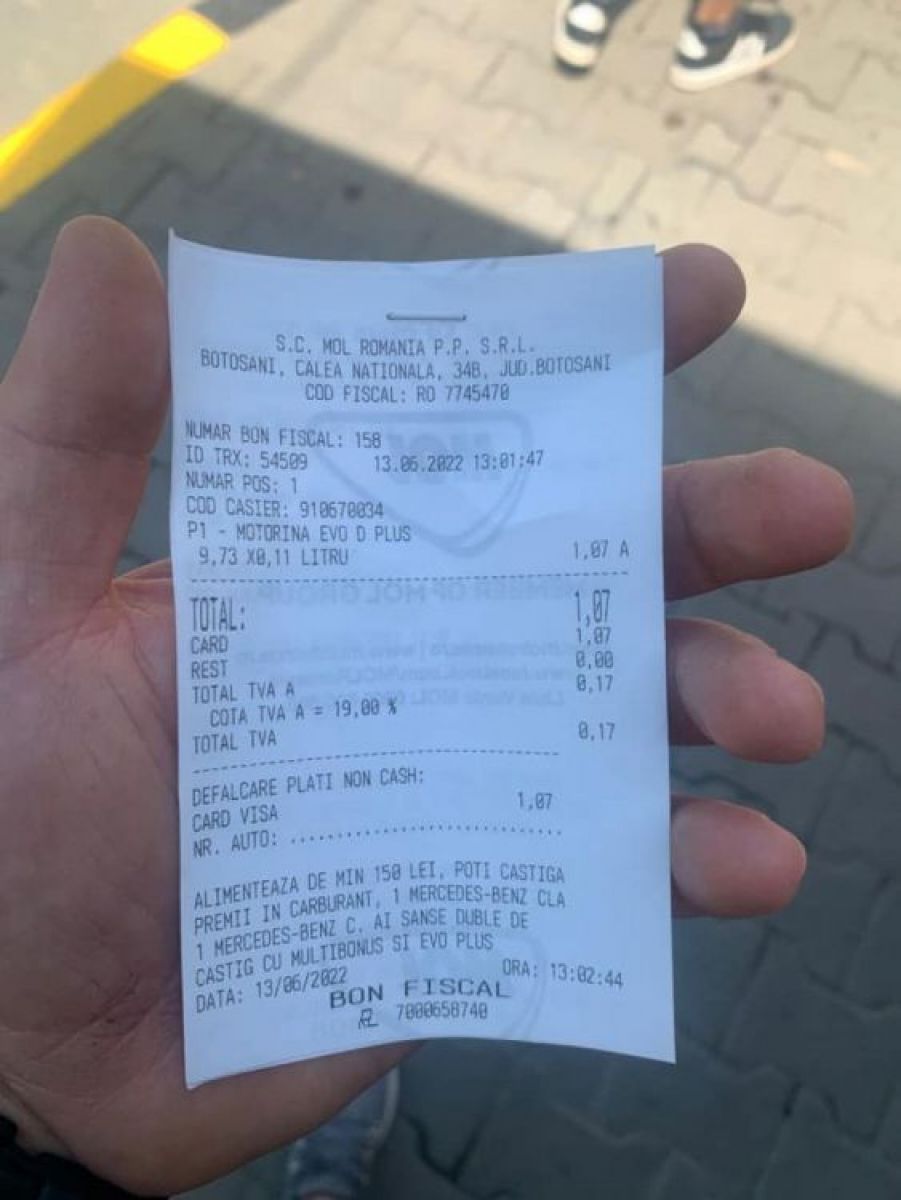 S.C. MOL ROMANIA P.P. S.R.L.
BOTOSANI, CALEA NATIONALA, 34B, JUD.BOTOSANI
COD FISCAL: RO 7745470
NUMAR BON FISCAL: 158
ID TRX: 54509 13.06.2022 13:01:47
NUMAR POS: 1
COD CASIER: 910670034
P1 - MOTORINA EVO D PLUS
9,73 X0,11 LITRU 1,07 A
TOTAL: 1,07
CARD 1,07
REST 0,00
TOTAL TVA A 0,17
COTA TVA A = 19,00 %
TOTAL TVA 0,17
DEFALCARE PLATI NON CASH:
CARD VISA 1,07
NR. AUTO: ..............................
ALIMENTEAZA DE MIN 150 LEI, POTI CASTIGA
PREMII IN CARBURANT, 1 MERCEDES-BENZ CLA
1 MERCEDES-BENZ C. AI SANSE DUBLE DE
CASTIG CU MULTIBONUS SI EVO PLUS
DATA: 13/06/2022 ORA: 13:02:44
BON FISCAL
7000658740